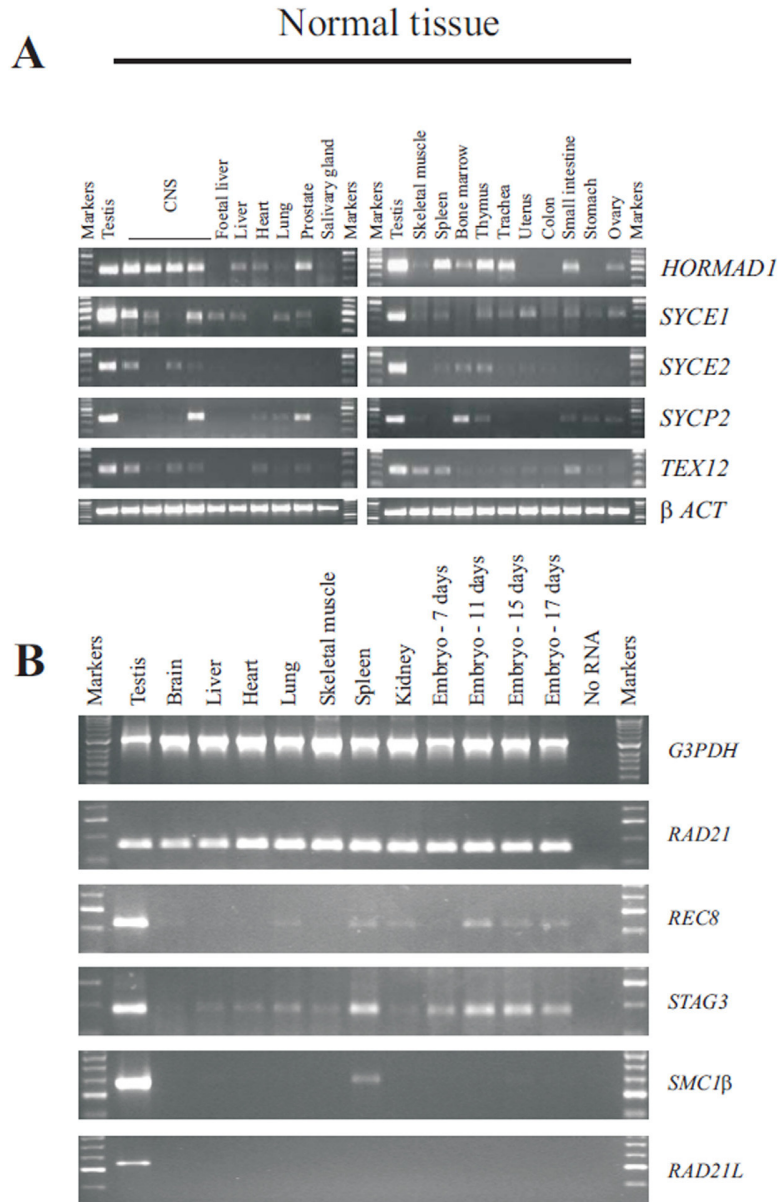 Normal tissue
A
Markers
Testis
CNS
Foetal liver
Liver
Heart
Lung
Prostate
Salivary gland
Markers
Markers
Testis
Skeletal muscle
Spleen
Bone marrow
Thymus
Trachea
Uterus
Colon
Small intestine
Stomach
Ovary
Markers
HORMAD1
SYCE1
SYCE2
SYCP2
TEX12
β ACT
B
Markers
Testis
Brain
Liver
Heart
Lung
Skeletal muscle
Spleen
Kidney
Embryo - 7 days
Embryo - 11 days
Embryo - 15 days
Embryo - 17 days
No RNA
Markers
G3PDH
RAD21
REC8
STAG3
SMC1β
RAD21L